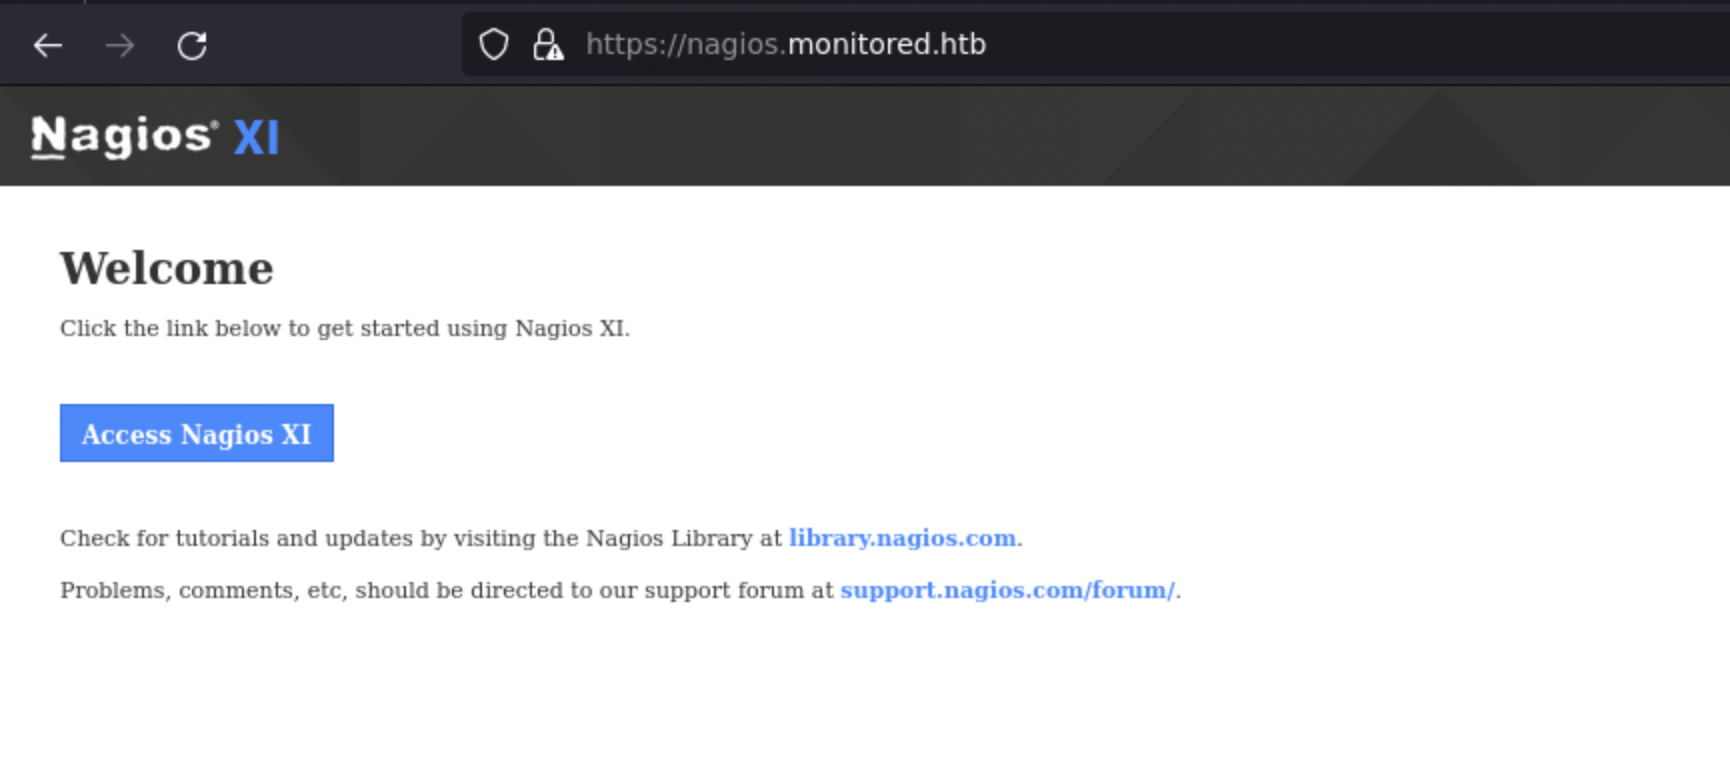 https://nagios.monitored.htb
Nagios® XI
Welcome
Click the link below to get started using Nagios XI.
Access Nagios XI
Check for tutorials and updates by visiting the Nagios Library at library.nagios.com.
Problems, comments, etc, should be directed to our support forum at support.nagios.com/forum/.